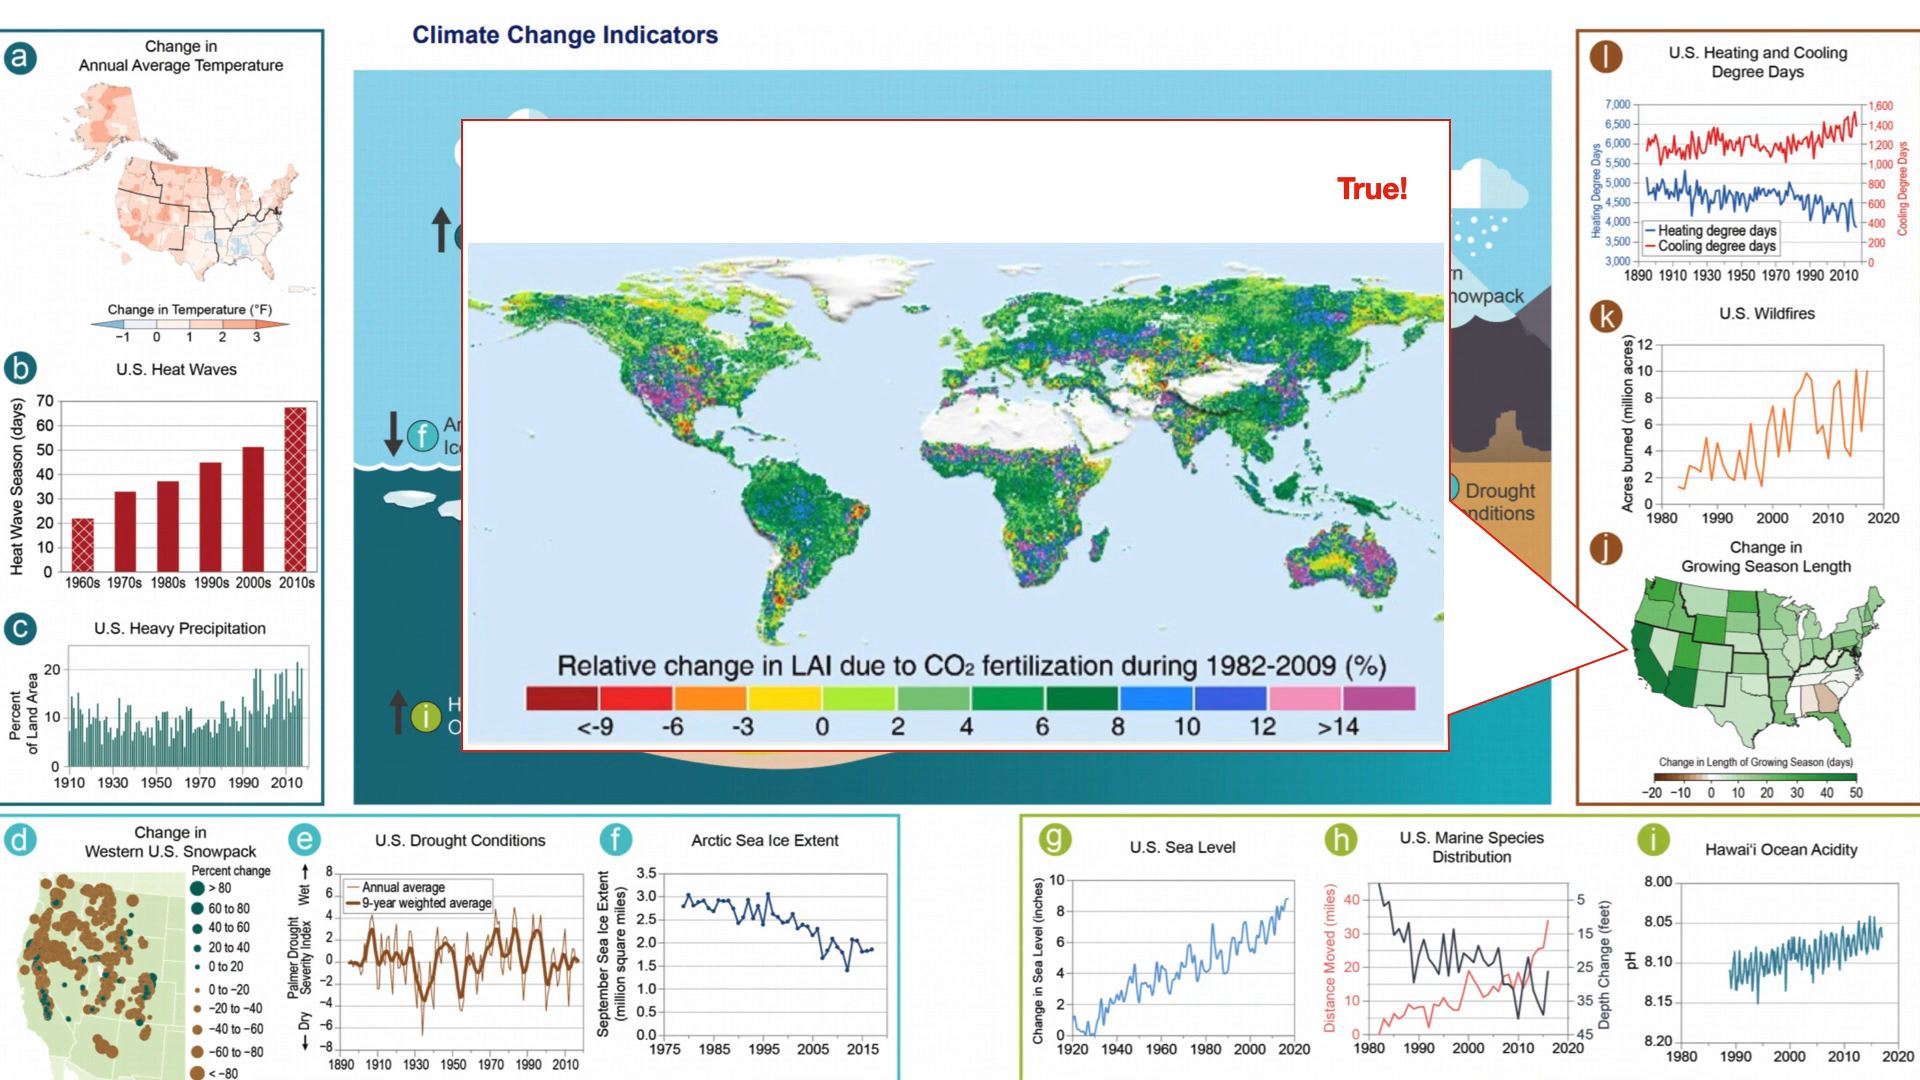 Climate Change Indicators
a
Change in
Annual Average Temperature
Change in Temperature (°F)
−1 0 1 2 3
b
U.S. Heat Waves
Heat Wave Season (days)
70
60
50
40
30
20
10
0
1960s 1970s 1980s 1990s 2000s 2010s
c
U.S. Heavy Precipitation
Percent
of Land Area
20
10
0
1910 1930 1950 1970 1990 2010
f
Ar
Ice
i
H
O
True!
Relative change in LAI due to CO₂ fertilization during 1982-2009 (%)
<-9 -6 -3 0 2 4 6 8 10 12 >14
rn
nowpack
Drought
nditions
l
U.S. Heating and Cooling
Degree Days
Heating Degree Days
7,000
6,500
6,000
5,500
5,000
4,500
4,000
3,500
3,000
1,600
1,400
1,200
1,000
800
600
400
200
0
Cooling Degree Days
Heating degree days
Cooling degree days
1890 1910 1930 1950 1970 1990 2010
k
U.S. Wildfires
Acres burned (million acres)
12
10
8
6
4
2
0
1980 1990 2000 2010 2020
j
Change in
Growing Season Length
Change in Length of Growing Season (days)
−20 −10 0 10 20 30 40 50
d
Change in
Western U.S. Snowpack
Percent change
> 80
60 to 80
40 to 60
20 to 40
0 to 20
0 to −20
−20 to −40
−40 to −60
−60 to −80
< −80
e
U.S. Drought Conditions
Wet
Palmer Drought
Severity Index
Dry
8
6
4
2
0
−2
−4
−6
−8
Annual average
9-year weighted average
1890 1910 1930 1950 1970 1990 2010
f
Arctic Sea Ice Extent
September Sea Ice Extent
(million square miles)
3.5
3.0
2.5
2.0
1.5
1.0
0.5
0.0
1975 1985 1995 2005 2015
g
U.S. Sea Level
Change in Sea Level (inches)
10
8
6
4
2
0
1920 1940 1960 1980 2000 2020
h
U.S. Marine Species
Distribution
Distance Moved (miles)
40
30
20
10
0
5
15
25
35
45
Depth Change (feet)
1980 1990 2000 2010 2020
i
Hawaiʻi Ocean Acidity
pH
8.00
8.05
8.10
8.15
8.20
1980 1990 2000 2010 2020